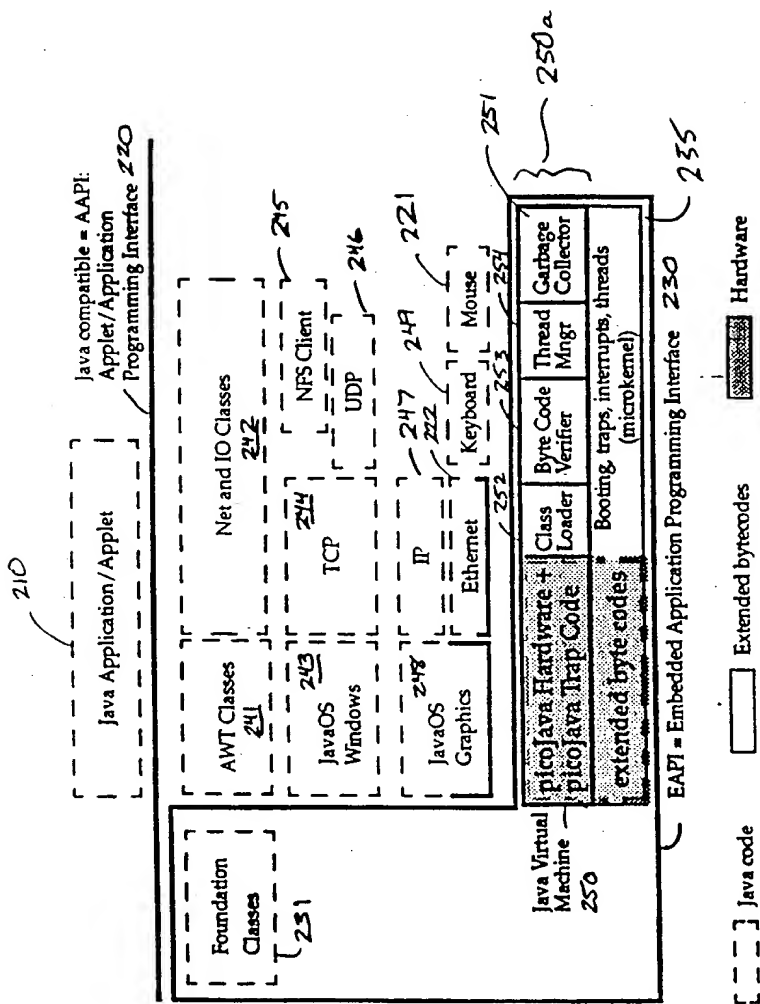 210
Java Application/Applet
Java compatible = AAPI:
Applet/Application
Programming Interface 220
Foundation
Classes
231
AWT Classes
241
Net and IO Classes
242
245
JavaOS
Windows
243
TCP
244
NFS Client
UDP
246
JavaOS
Graphics
248
IP
247
222
Ethernet
249
Keyboard
221
Mouse
252
253
254
251
250a
Java Virtual
Machine
250
picoJava Hardware +
picoJava Trap Code
Class
Loader
Byte Code
Verifier
Thread
Mngr
Garbage
Collector
extended byte codes
Booting, traps, interrupts, threads
(microkernel)
235
EAPI = Embedded Application Programming Interface 230
Java code
Extended bytecodes
Hardware